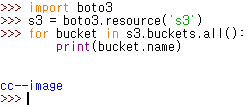 >>> import boto3
>>> s3 = boto3.resource('s3')
>>> for bucket in s3.buckets.all():
        print(bucket.name)
cc--image
>>>